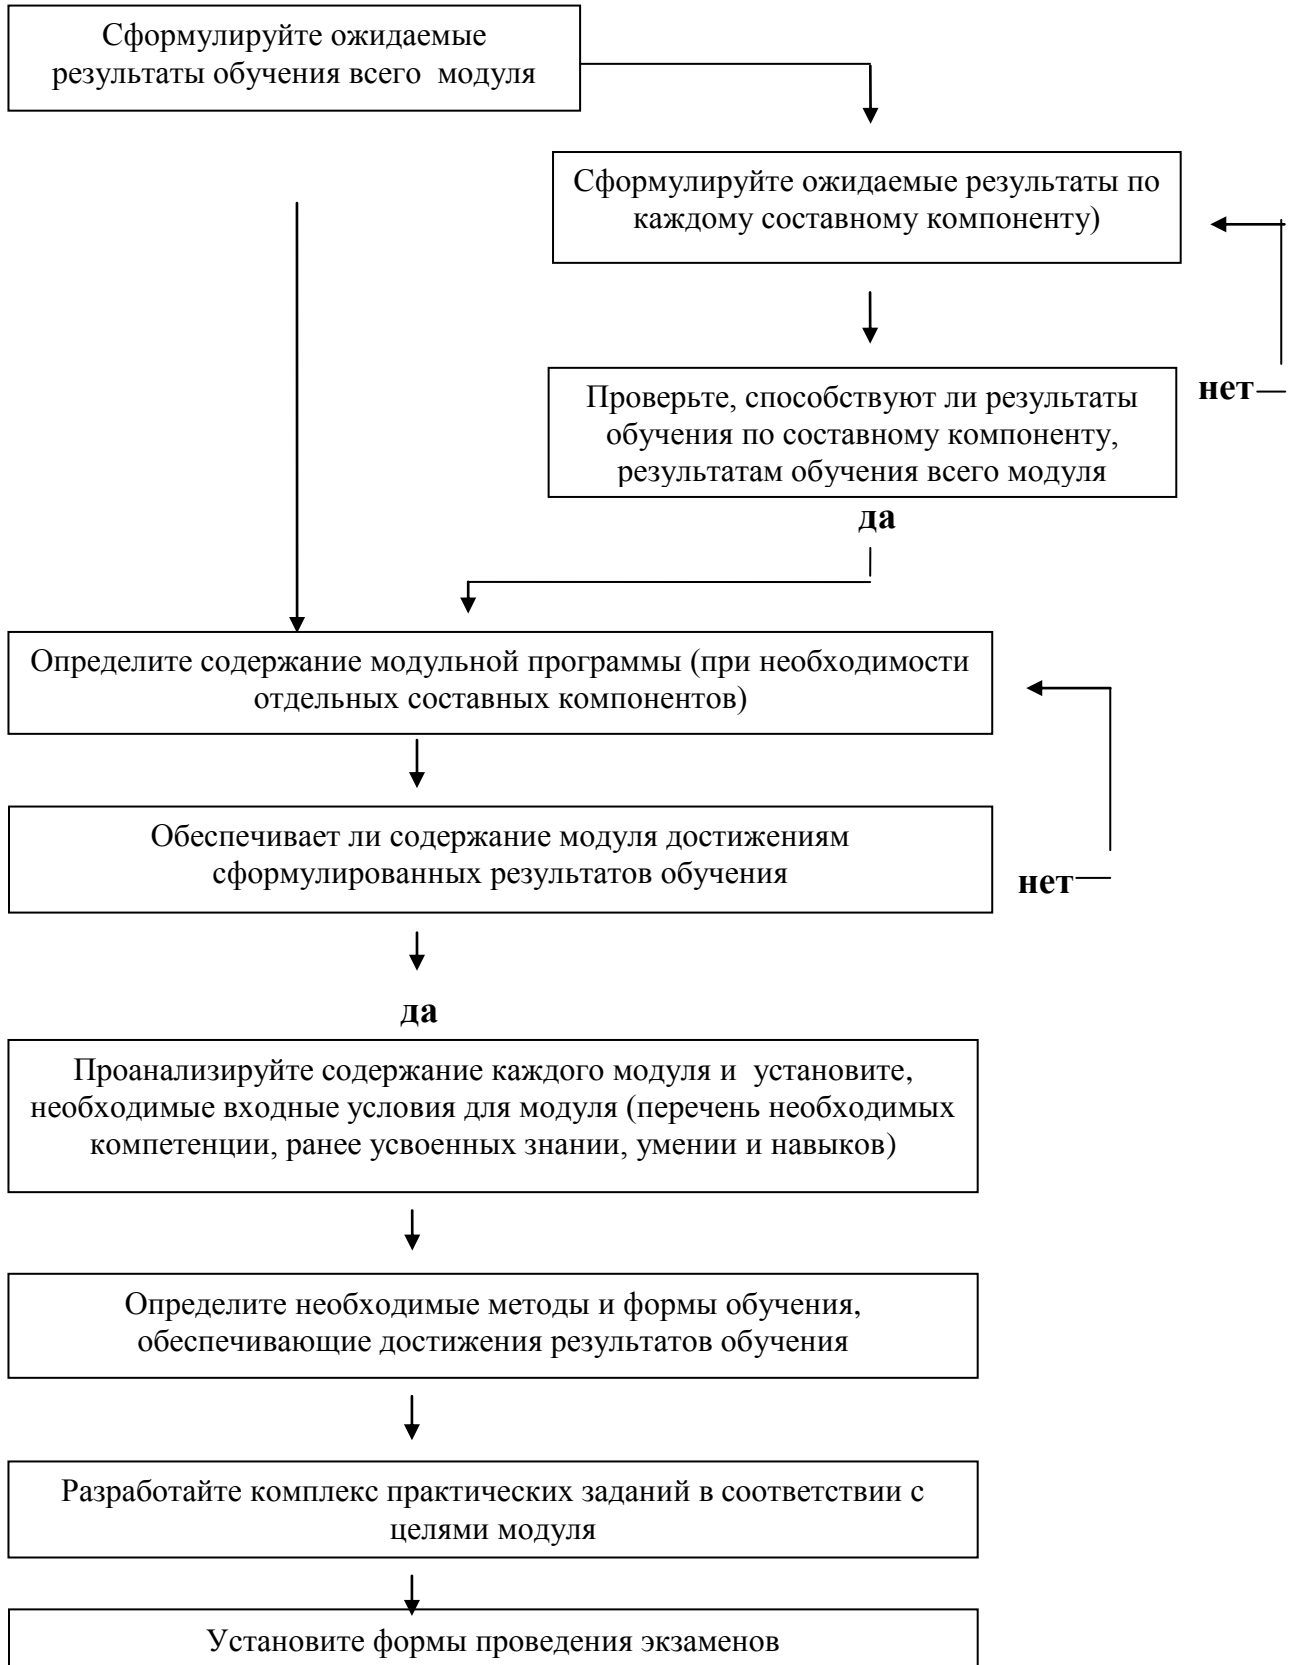 Сформулируйте ожидаемые
результаты обучения всего модуля
Сформулируйте ожидаемые результаты по
каждому составному компоненту)
Проверьте, способствуют ли результаты
обучения по составному компоненту,
результатам обучения всего модуля
нет
да
Определите содержание модульной программы (при необходимости
отдельных составных компонентов)
Обеспечивает ли содержание модуля достижениям
сформулированных результатов обучения
нет
да
Проанализируйте содержание каждого модуля и установите,
необходимые входные условия для модуля (перечень необходимых
компетенции, ранее усвоенных знании, умении и навыков)
Определите необходимые методы и формы обучения,
обеспечивающие достижения результатов обучения
Разработайте комплекс практических заданий в соответствии с
целями модуля
Установите формы проведения экзаменов